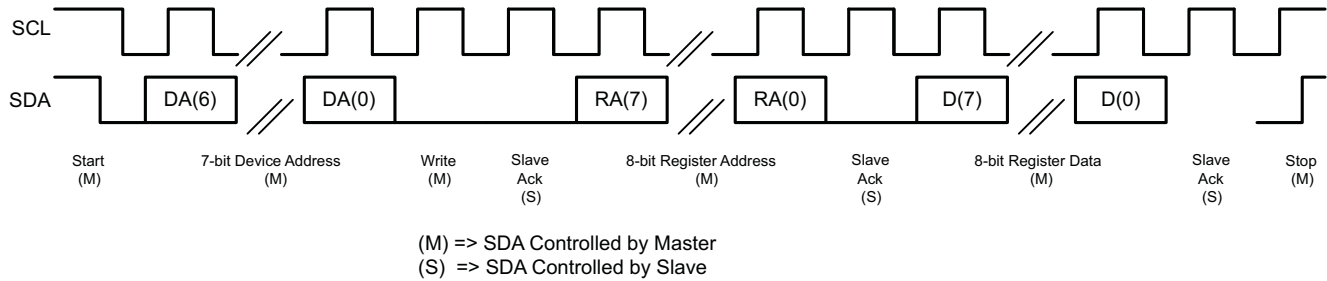 SCL
SDA
DA(6)
DA(0)
RA(7)
RA(0)
D(7)
D(0)
Start
(M)
7-bit Device Address
(M)
Write
(M)
Slave
Ack
(S)
8-bit Register Address
(M)
Slave
Ack
(S)
8-bit Register Data
(M)
Slave
Ack
(S)
Stop
(M)
(M) => SDA Controlled by Master
(S) => SDA Controlled by Slave